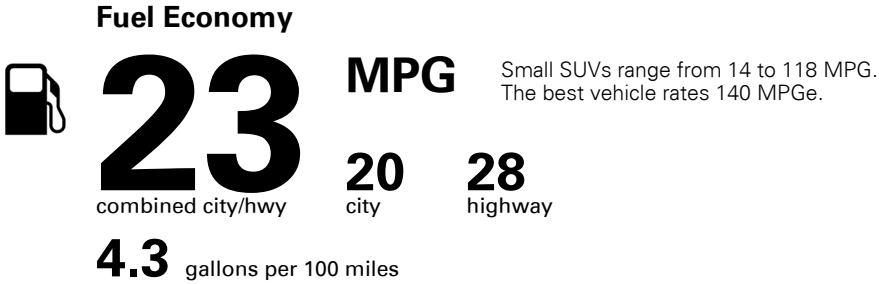 Fuel Economy
23 MPG
Small SUVs range from 14 to 118 MPG.
The best vehicle rates 140 MPGe.
combined city/hwy
20
city
28
highway
4.3 gallons per 100 miles